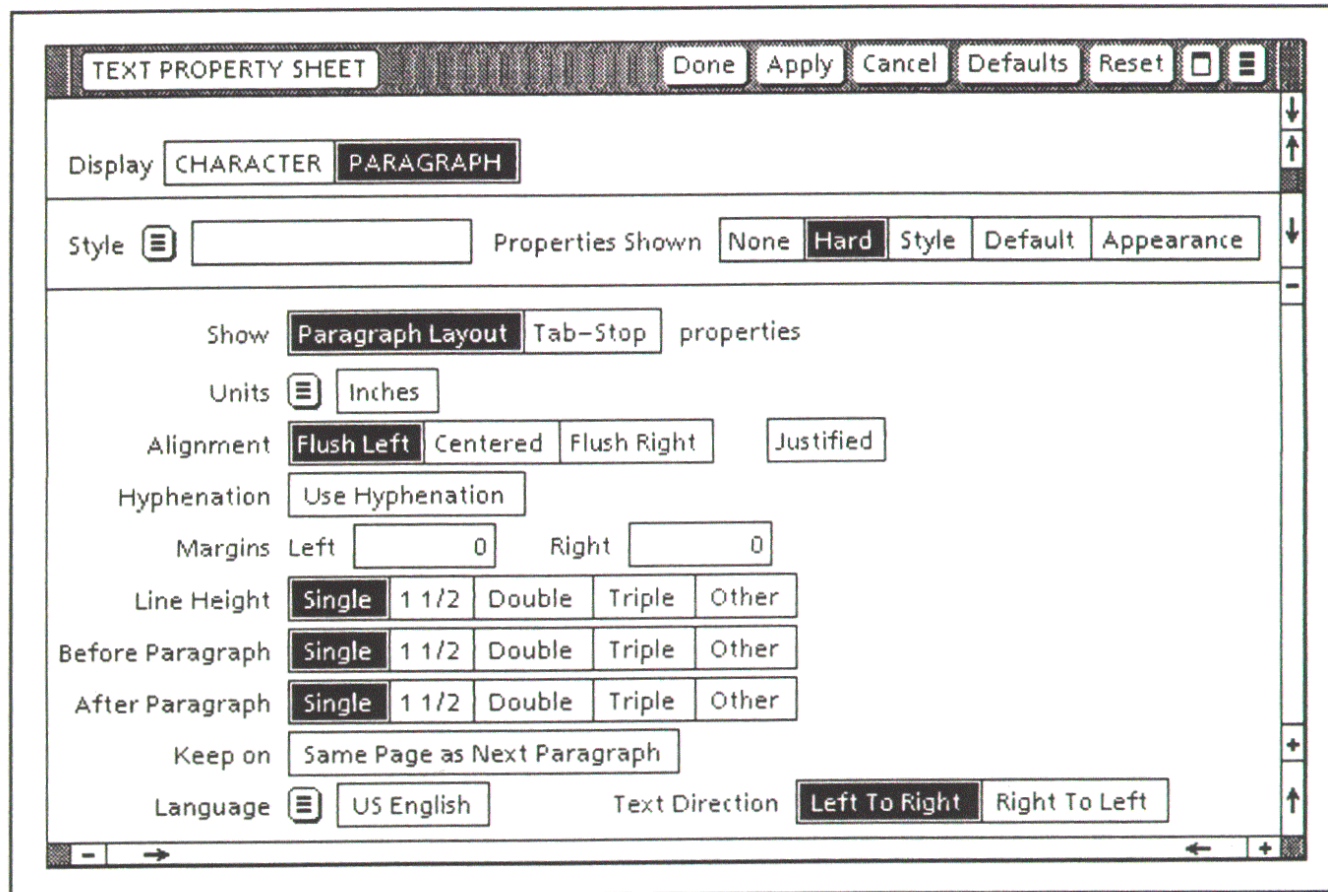 TEXT PROPERTY SHEET Done Apply Cancel Defaults Reset
Display CHARACTER PARAGRAPH
Style Properties Shown None Hard Style Default Appearance
Show Paragraph Layout Tab-Stop properties
Units Inches
Alignment Flush Left Centered Flush Right Justified
Hyphenation Use Hyphenation
Margins Left 0 Right 0
Line Height Single 1 1/2 Double Triple Other
Before Paragraph Single 1 1/2 Double Triple Other
After Paragraph Single 1 1/2 Double Triple Other
Keep on Same Page as Next Paragraph
Language US English Text Direction Left To Right Right To Left